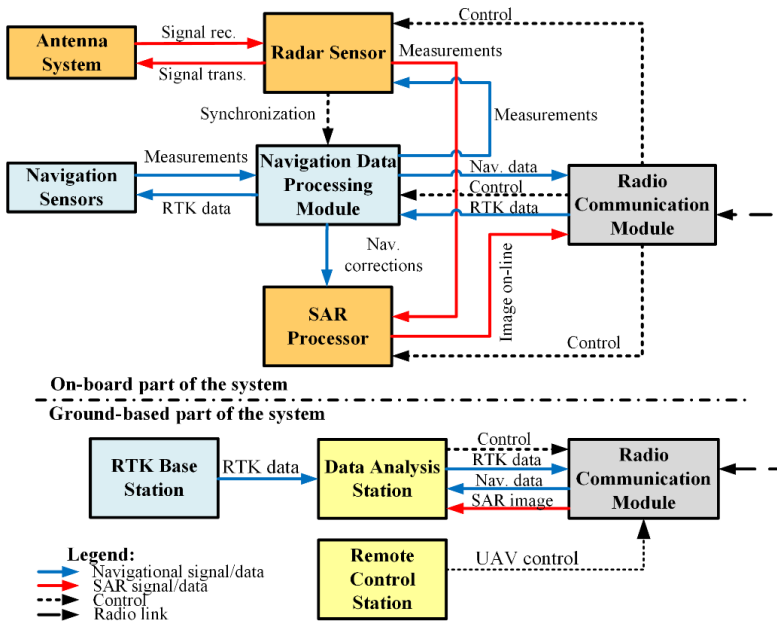 Control
Antenna
System
Signal rec.
Signal trans.
Radar Sensor
Measurements
Synchronization
Measurements
Navigation
Sensors
Measurements
RTK data
Navigation Data
Processing
Module
Nav. data
Control
RTK data
Radio
Communication
Module
Nav.
corrections
Image on-line
SAR
Processor
Control
On-board part of the system
Ground-based part of the system
RTK Base
Station
RTK data
Data Analysis
Station
Control
RTK data
Nav. data
SAR image
Radio
Communication
Module
Remote
Control
Station
UAV control
Legend:
Navigational signal/data
SAR signal/data
Control
Radio link